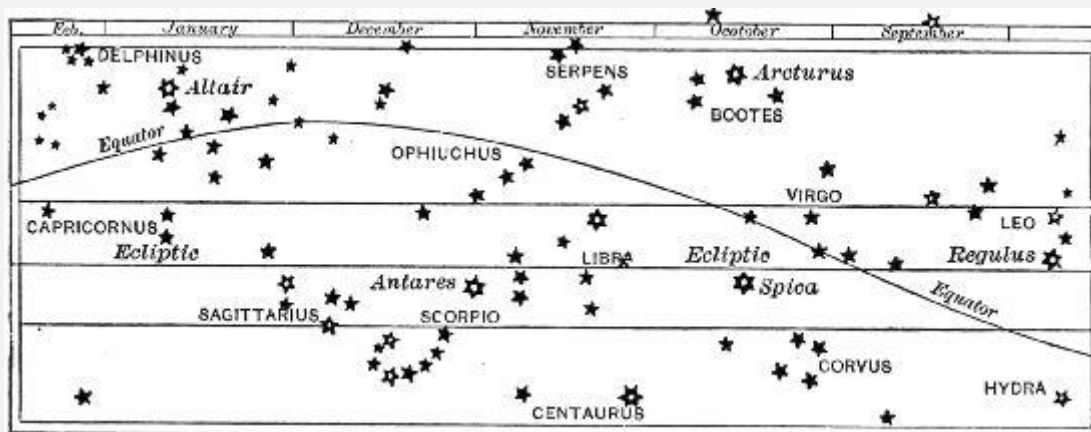 Feb. January December November Ocotober September
DELPHINUS
SERPENS
Arcturus
Altair
BOOTES
Equator
OPHIUCHUS
VIRGO
CAPRICORNUS
LEO
Ecliptic
LIBRA
Ecliptic
Regulus
Antares
Spica
Equator
SAGITTARIUS
SCORPIO
CORVUS
HYDRA
CENTAURUS